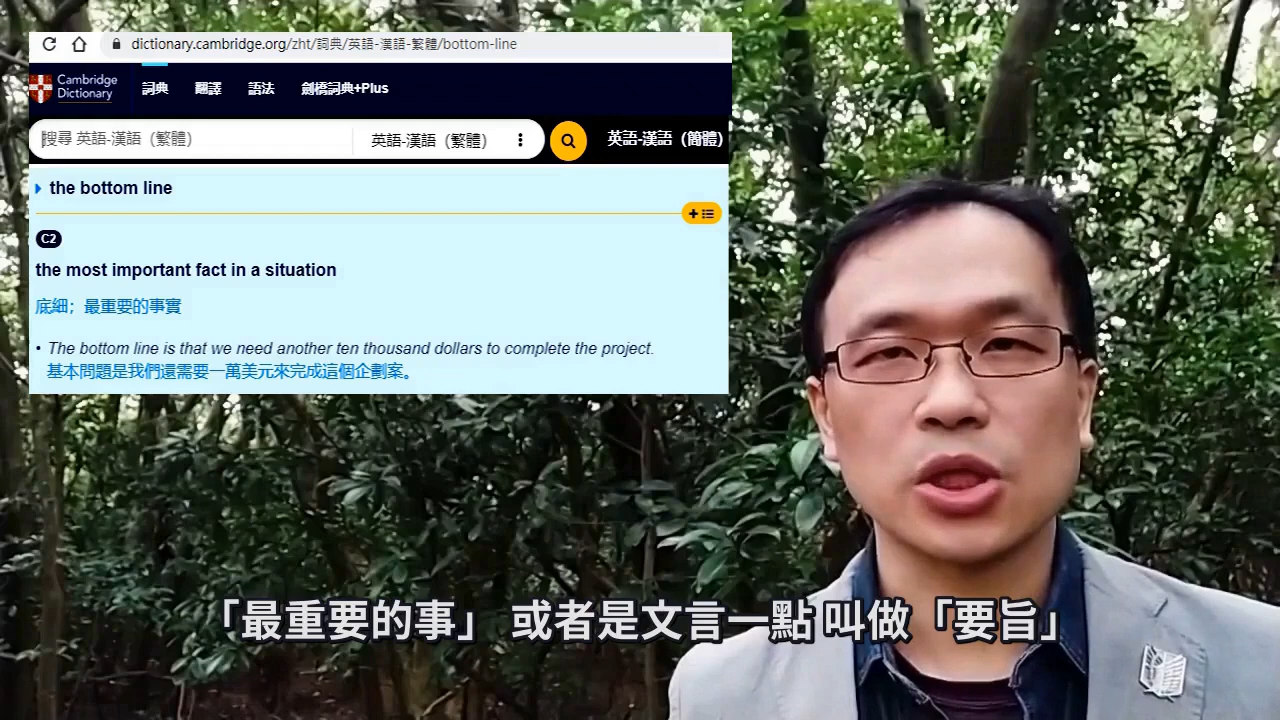 dictionary.cambridge.org/zht/詞典/英語-漢語-繁體/bottom-line
Cambridge
Dictionary
詞典 翻譯 語法 劍橋詞典+Plus
搜尋 英語-漢語（繁體） 英語-漢語（繁體） 英語-漢語（簡體）
the bottom line
C2
the most important fact in a situation
底細；最重要的事實
• The bottom line is that we need another ten thousand dollars to complete the project.
基本問題是我們還需要一萬美元來完成這個企劃案。
「最重要的事」 或者是文言一點 叫做「要旨」